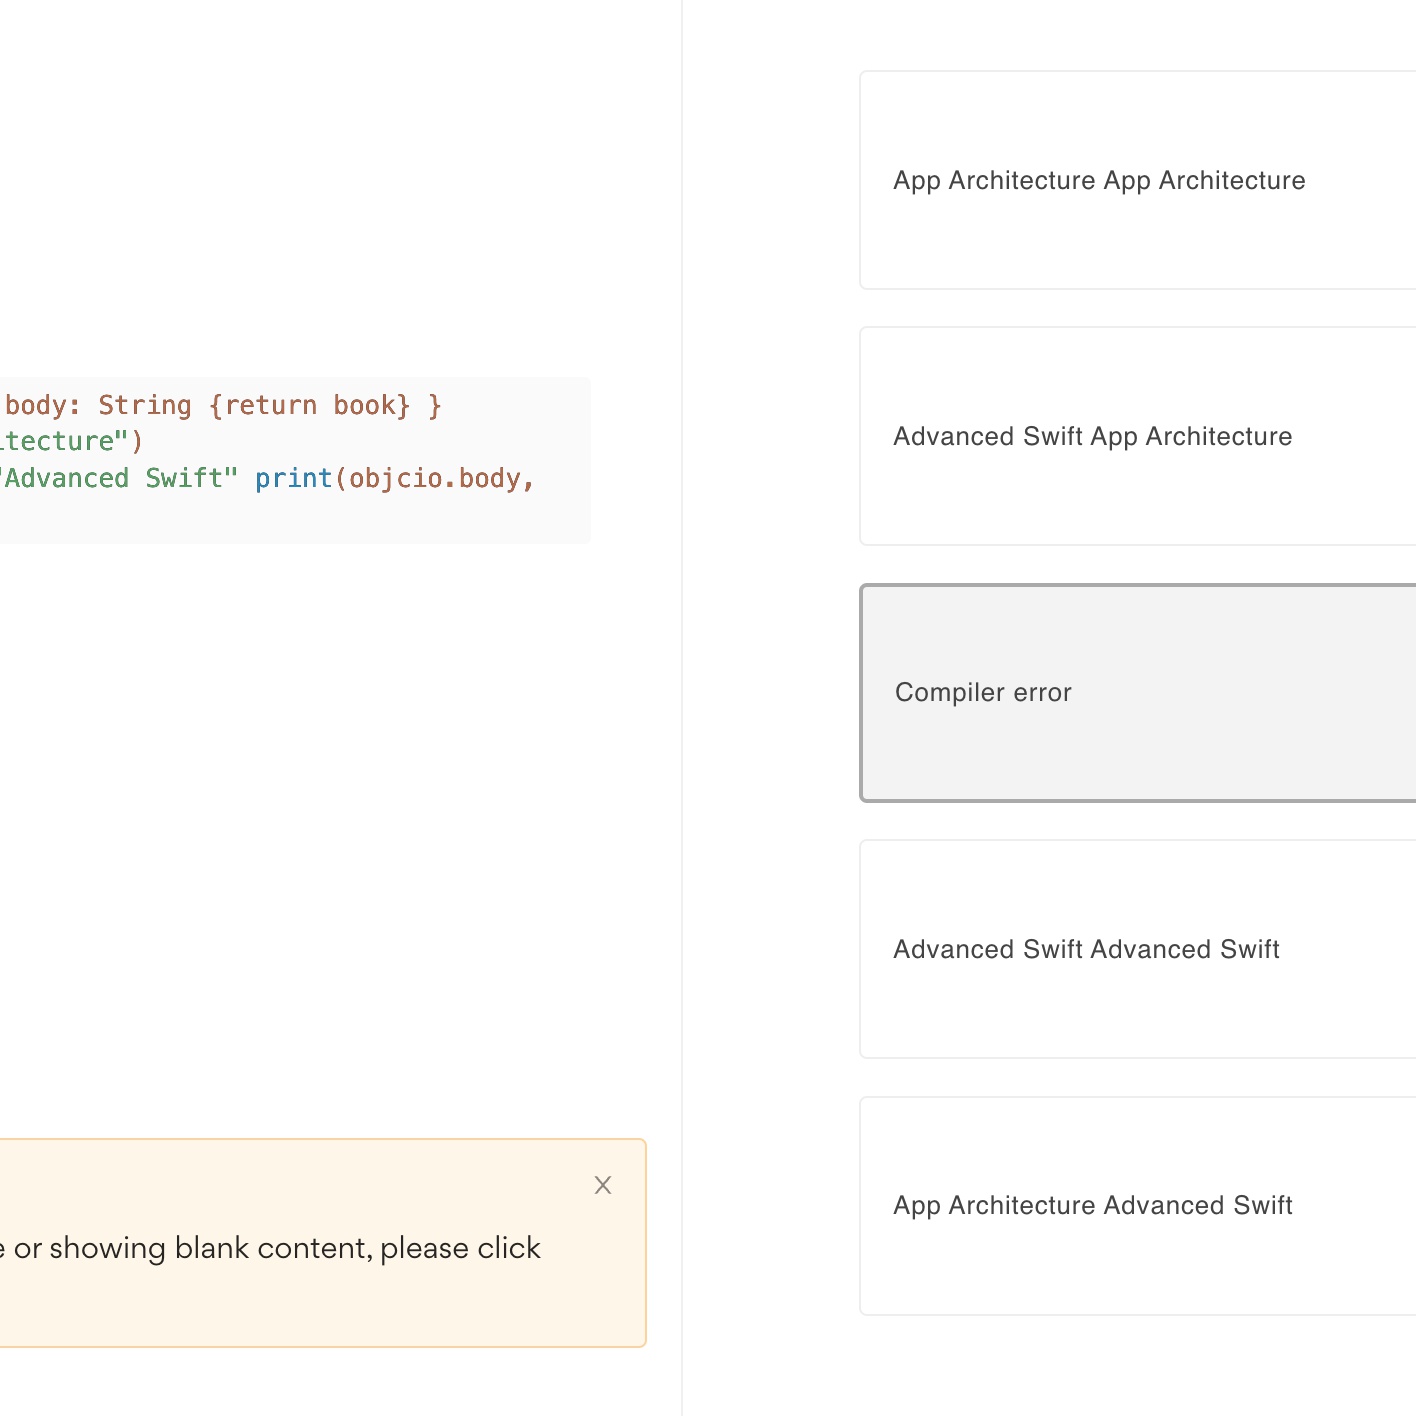 body: String {return book} }
itecture")
"Advanced Swift" print(objcio.body,
or showing blank content, please click
X
App Architecture App Architecture
Advanced Swift App Architecture
Compiler error
Advanced Swift Advanced Swift
App Architecture Advanced Swift